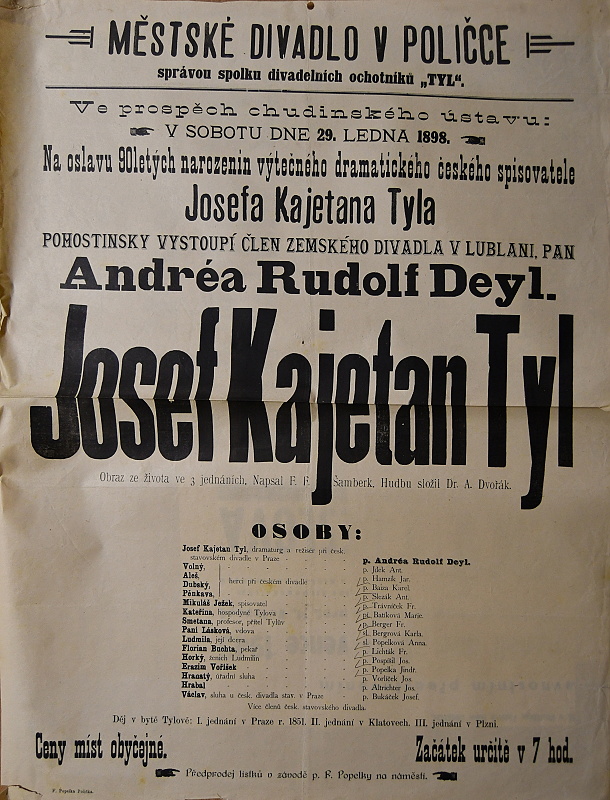 MĚSTSKÉ DIVADLO V POLIČCE
správou spolku divadelních ochotníků „TYL“.
Ve prospěch chudinského ústavu:
V SOBOTU DNE 29. LEDNA 1898.
Na oslavu 90letých narozenin výtečného dramatického českého spisovatele
Josefa Kajetana Tyla
POHOSTINSKY VYSTOUPÍ ČLEN ZEMSKÉHO DIVADLA V LUBLANI, PAN
Andréa Rudolf Deyl.
Josef Kajetan Tyl
Obraz ze života ve 3 jednáních, Napsal F. F. Šamberk. Hudbu složil Dr. A. Dvořák.
OSOBY:
Josef Kajetan Tyl, dramaturg a režisér při česk.
stavovském divadle v Praze . . . p. Andréa Rudolf Deyl.
Volný, p. Jílek Ant.
Aleš, p. Hamzík Jar.
Dubský, herci při českém divadle p. Baiza Karel.
Pěnkava, p. Slezák Ant.
Mikuláš Ježek, spisovatel p. Trávníček Fr.
Kateřina, hospodyně Tylova Batíková Marie.
Smetana, profesor, přítel Tylův p. Berger Fr.
Paní Lásková, vdova sl. Bergrová Karla.
Ludmila, její dcera sl. Popelková Anna.
Florian Buchta, pekař p. Lichták Fr.
Horký, ženich Ludmilin p. Pospíšil Jos.
Erazim Voříšek p. Popelka Jindr.
Hranatý, úřadní sluha p. Vorlíček Jos.
Hrabal p. Altrichter Jos.
Václav, sluha u česk. divadla stav. v Praze p. Bukáček Josef.
Více členů česk. stavovského divadla.
Děj v bytě Tylově: I. jednání v Praze r. 1851. II. jednání v Klatovech. III. jednání v Plzni.
Ceny míst obyčejné. Začátek určitě v 7 hod.
Předprodej lístků v závodě p. F. Popelky na náměstí.
F. Popelka Polička.